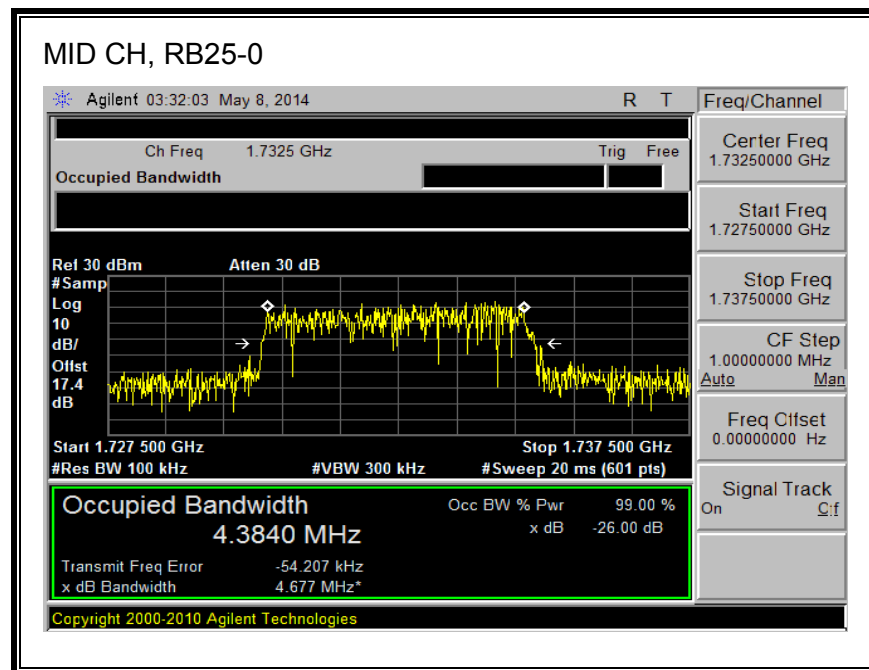 MID CH, RB25-0
Agilent 03:32:03 May 8, 2014 R T
Freq/Channel
Ch Freq 1.7325 GHz Trig Free
Occupied Bandwidth
Center Freq
1.73250000 GHz
Start Freq
1.72750000 GHz
Stop Freq
1.73750000 GHz
CF Step
1.00000000 MHz
Auto Man
Freq Offset
0.00000000 Hz
Signal Track
On Off
Ref 30 dBm Atten 30 dB
#Samp
Log
10
dB/
Offst
17.4
dB
Start 1.727 500 GHz Stop 1.737 500 GHz
#Res BW 100 kHz #VBW 300 kHz #Sweep 20 ms (601 pts)
Occupied Bandwidth Occ BW % Pwr 99.00 %
4.3840 MHz x dB -26.00 dB
Transmit Freq Error -54.207 kHz
x dB Bandwidth 4.677 MHz*
Copyright 2000-2010 Agilent Technologies